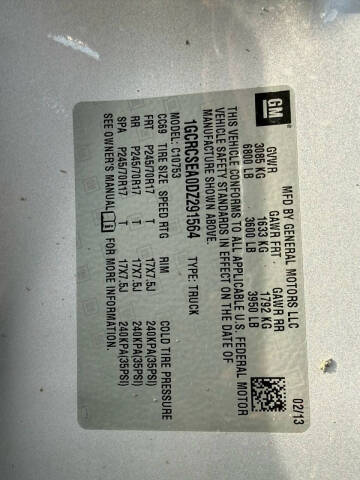 GM
MFD BY GENERAL MOTORS LLC 02/13
GVWR GAWR FRT GAWR RR
3085 KG 1633 KG 1792 KG
6800 LB 3600 LB 3950 LB
THIS VEHICLE CONFORMS TO ALL APPLICABLE U.S. FEDERAL MOTOR
VEHICLE SAFETY STANDARDS IN EFFECT ON THE DATE OF
MANUFACTURE SHOWN ABOVE.
1GCRCSEA0DZ291564 TYPE: TRUCK
MODEL: C10753
CC69 TIRE SIZE SPEED RTG RIM COLD TIRE PRESSURE
FRT P245/70R17 T 17X7.5J 240KPA(35PSI)
RR P245/70R17 T 17X7.5J 240KPA(35PSI)
SPA P245/70R17 T 17X7.5J 240KPA(35PSI)
SEE OWNER'S MANUAL FOR MORE INFORMATION.